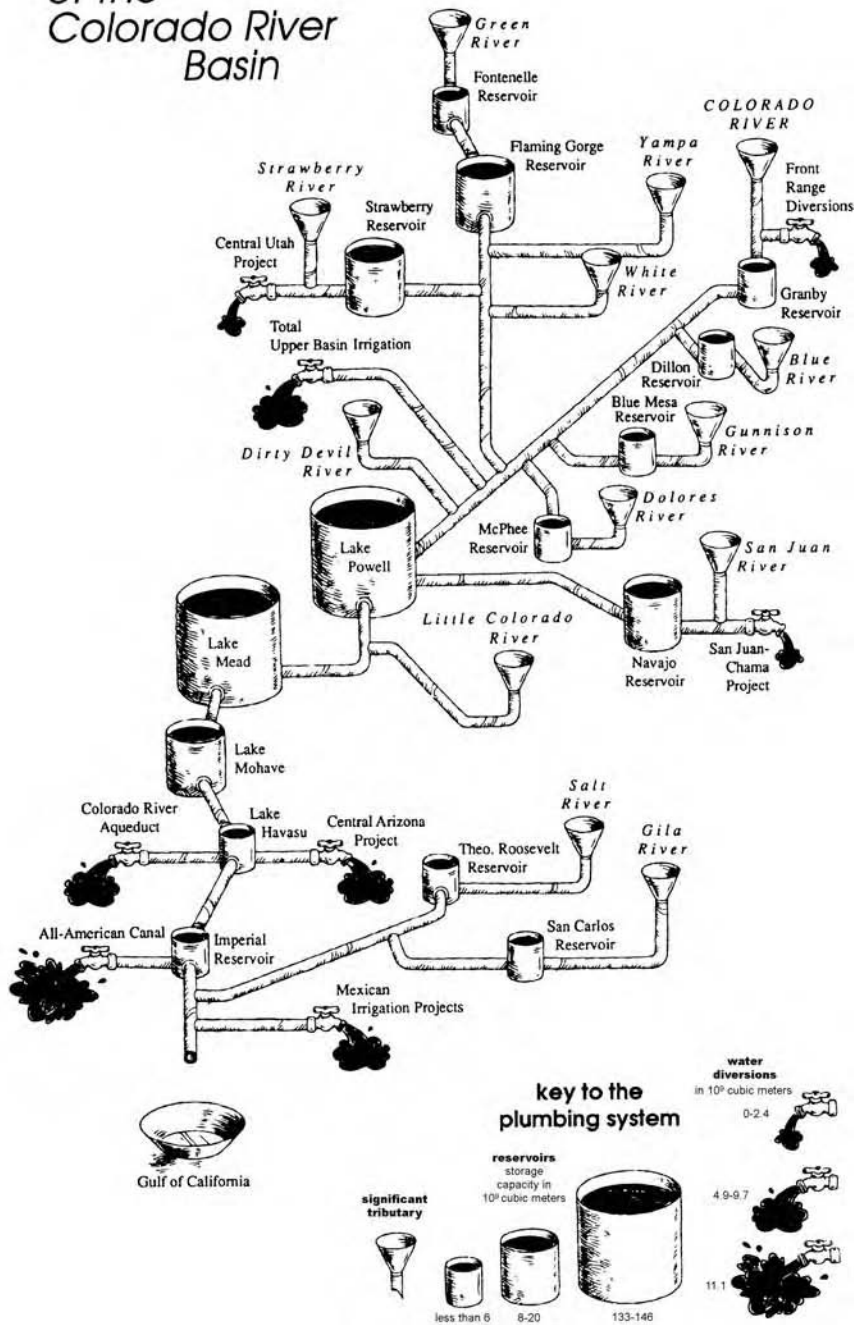 Colorado River
Basin
Green
River
Fontenelle
Reservoir
COLORADO
RIVER
Flaming Gorge
Reservoir
Yampa
River
Front
Range
Diversions
Strawberry
River
Strawberry
Reservoir
Central Utah
Project
White
River
Granby
Reservoir
Total
Upper Basin Irrigation
Dillon
Reservoir
Blue
River
Blue Mesa
Reservoir
Gunnison
River
Dirty Devil
River
Dolores
River
McPhee
Reservoir
Lake
Powell
San Juan
River
Little Colorado
River
Lake
Mead
Navajo
Reservoir
San Juan-
Chama
Project
Lake
Mohave
Salt
River
Colorado River
Aqueduct
Lake
Havasu
Central Arizona
Project
Gila
River
Theo. Roosevelt
Reservoir
All-American Canal
Imperial
Reservoir
San Carlos
Reservoir
Mexican
Irrigation Projects
Gulf of California
key to the
plumbing system
water
diversions
in 10⁹ cubic meters
0-2.4
4.9-9.7
11.1
reservoirs
storage
capacity in
10⁹ cubic meters
significant
tributary
less than 6
8-20
133-146